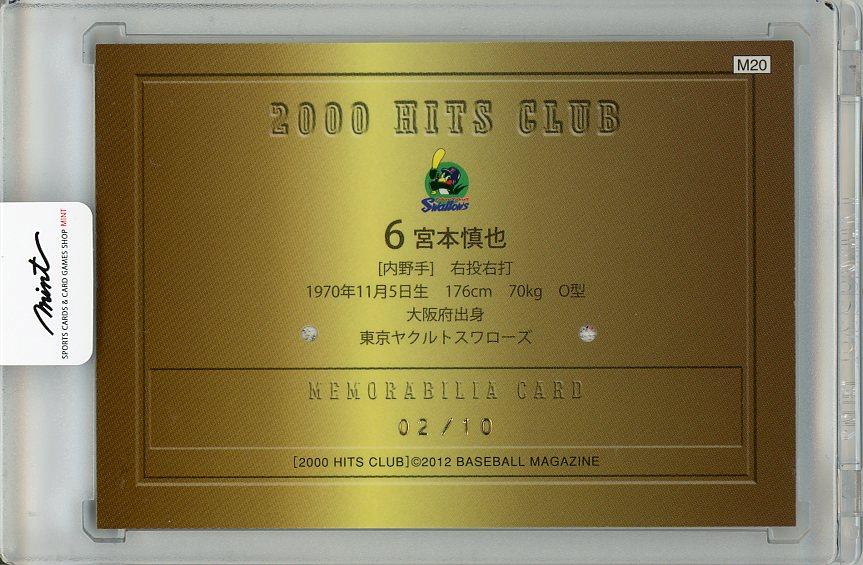 M20
2000 HITS CLUB
Swallows
6 宮本慎也
[内野手] 右投右打
1970年11月5日生 176cm 70kg O型
大阪府出身
東京ヤクルトスワローズ
MEMORABILIA CARD
02/10
[2000 HITS CLUB]©2012 BASEBALL MAGAZINE
mint
SPORTS CARDS & CARD GAMES SHOP MINT